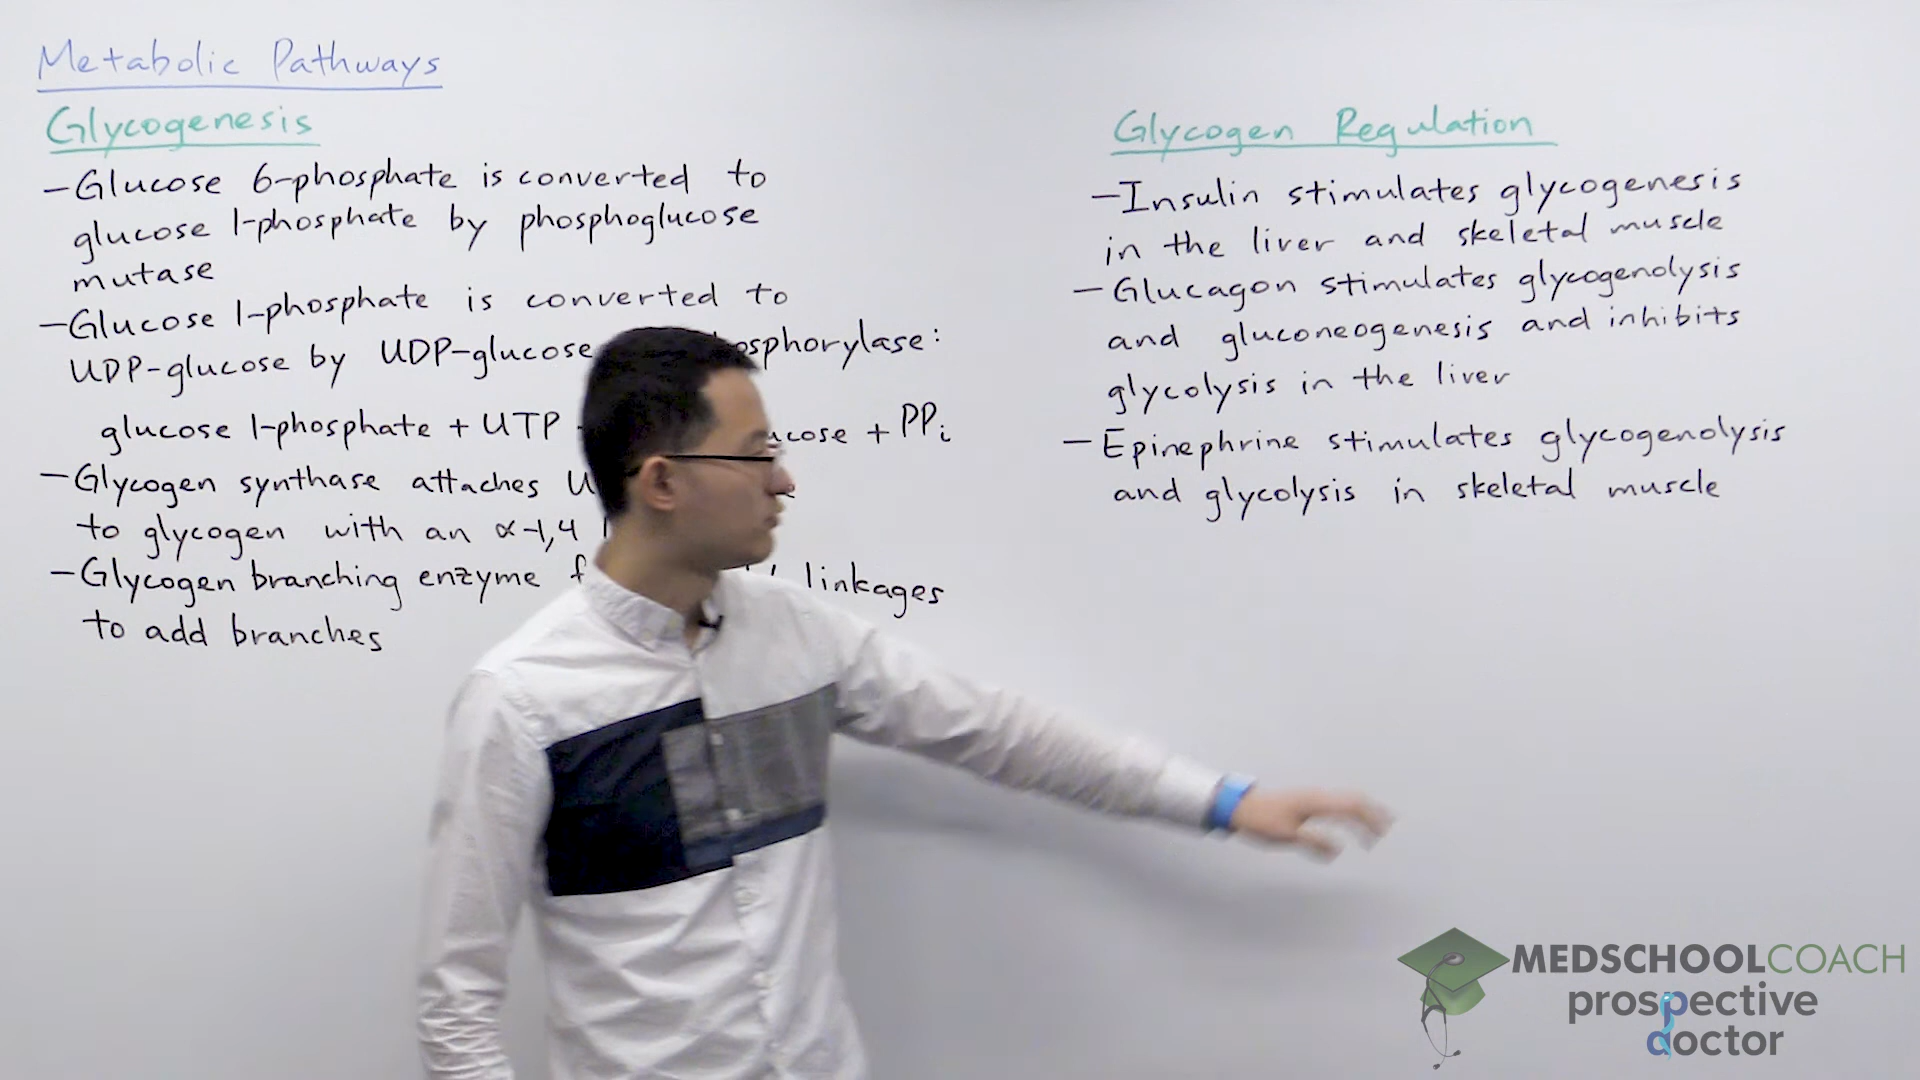 Metabolic Pathways
Glycogenesis
- Glucose 6-phosphate is converted to
glucose 1-phosphate by phosphoglucose
mutase
- Glucose 1-phosphate is converted to
UDP-glucose by UDP-glucose osphorylase:
glucose 1-phosphate + UTP ucose + PPi
- Glycogen synthase attaches U
to glycogen with an α-1,4
- Glycogen branching enzyme f linkages
to add branches
Glycogen Regulation
- Insulin stimulates glycogenesis
in the liver and skeletal muscle
- Glucagon stimulates glycogenolysis
and gluconeogenesis and inhibits
glycolysis in the liver
- Epinephrine stimulates glycogenolysis
and glycolysis in skeletal muscle
MEDSCHOOLCOACH
prospective
doctor